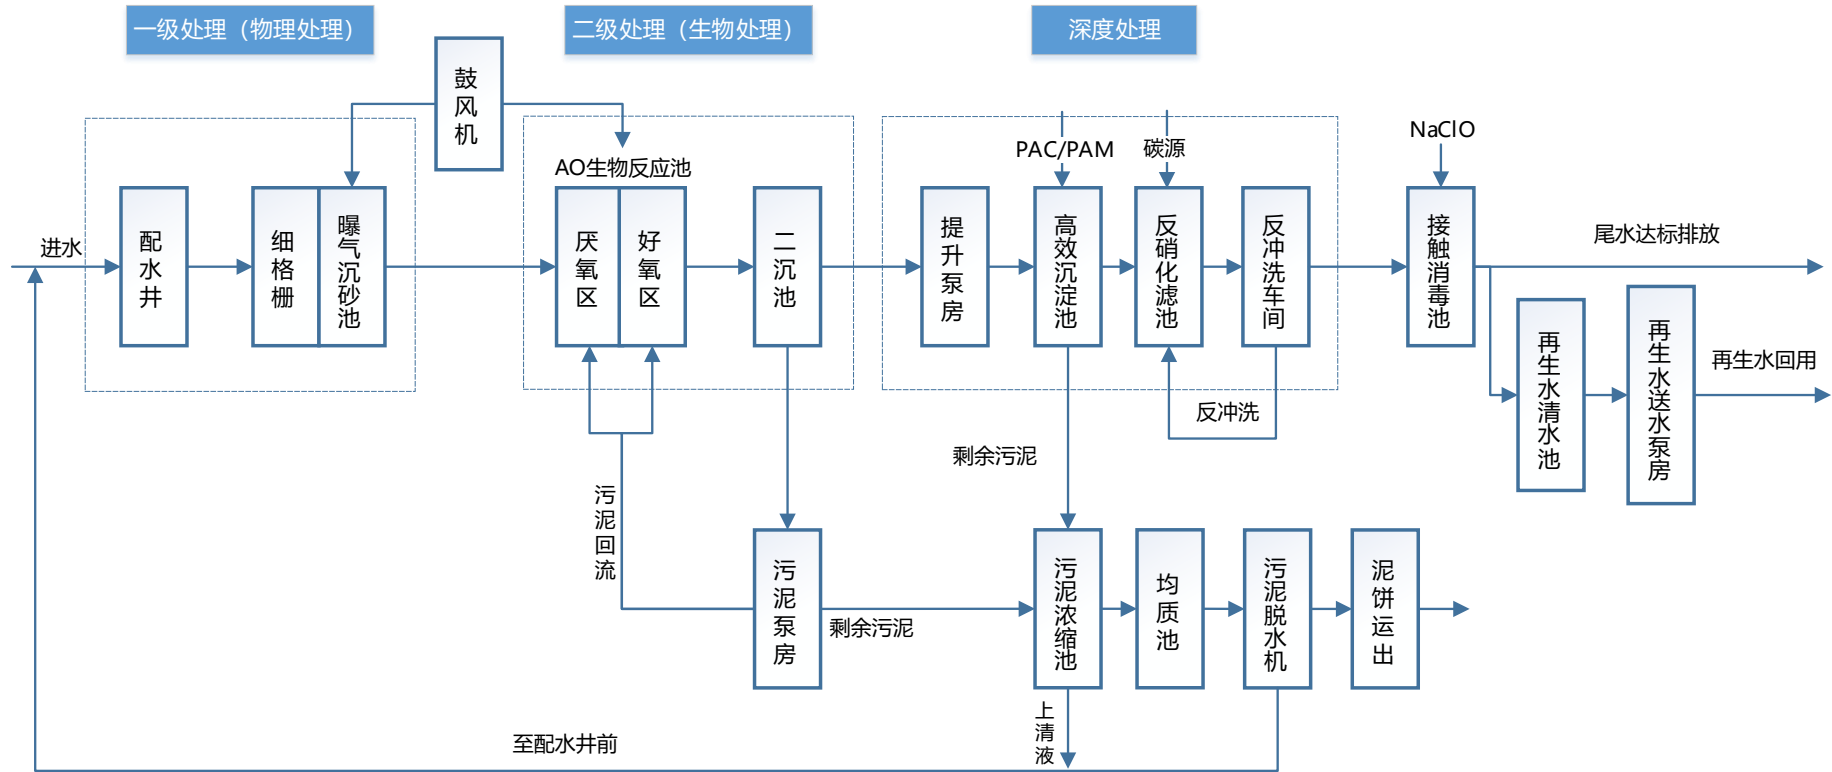 一级处理（物理处理）
二级处理（生物处理）
深度处理
鼓风机
AO生物反应池
PAC/PAM
碳源
NaClO
进水
配水井
细格栅
曝气沉砂池
厌氧区
好氧区
二沉池
提升泵房
高效沉淀池
反硝化滤池
反冲洗车间
接触消毒池
尾水达标排放
再生水清水池
再生水送水泵房
再生水回用
反冲洗
剩余污泥
污泥回流
污泥泵房
剩余污泥
污泥浓缩池
均质池
污泥脱水机
泥饼运出
上清液
至配水井前